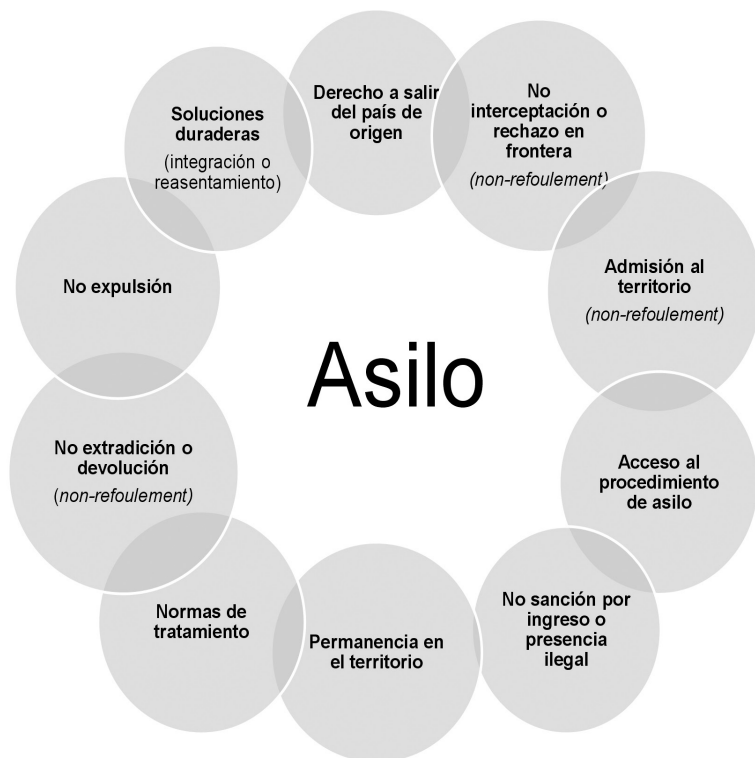 Derecho a salir
del país de
origen
No
interceptación o
rechazo en
frontera
(non-refoulement)
Admisión al
territorio
(non-refoulement)
Acceso al
procedimiento
de asilo
No sanción por
ingreso o
presencia
ilegal
Permanencia en
el territorio
Normas de
tratamiento
No extradición o
devolución
(non-refoulement)
No expulsión
Soluciones
duraderas
(integración o
reasentamiento)
Asilo